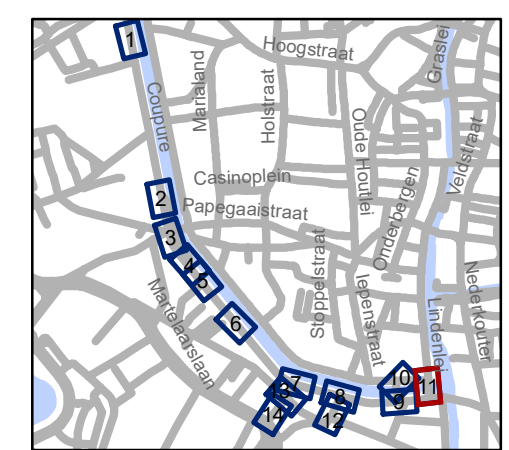 1
Hoogstraat
Graslei
Marialand
Holstraat
Coupure
Oude Houtlei
Veldstraat
Casinoplein
2
Papegaaistraat
Onderbergen
3
4
5
Stoppelstraat
Iepenstraat
Nederkouter
Martelaarslaan
6
Lindenlei
7
13
8
10
11
9
14
12